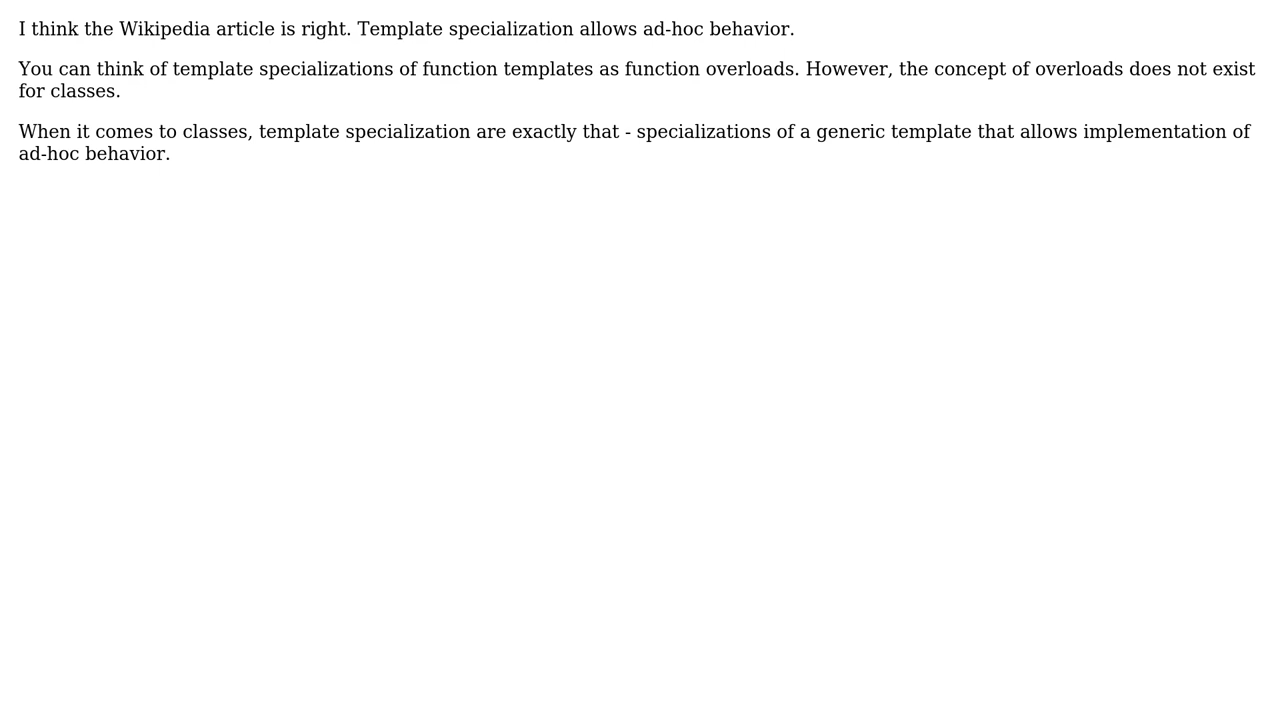 I think the Wikipedia article is right. Template specialization allows ad-hoc behavior.
You can think of template specializations of function templates as function overloads. However, the concept of overloads does not exist
for classes.
When it comes to classes, template specialization are exactly that - specializations of a generic template that allows implementation of
ad-hoc behavior.